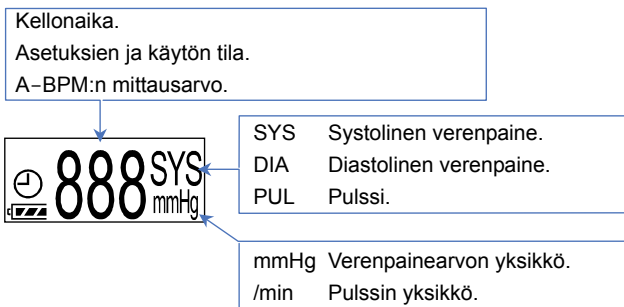 Kellonaika.
Asetuksien ja käytön tila.
A−BPM:n mittausarvo.
SYS Systolinen verenpaine.
DIA Diastolinen verenpaine.
PUL Pulssi.
888 SYS
mmHg
mmHg Verenpainearvon yksikkö.
/min Pulssin yksikkö.